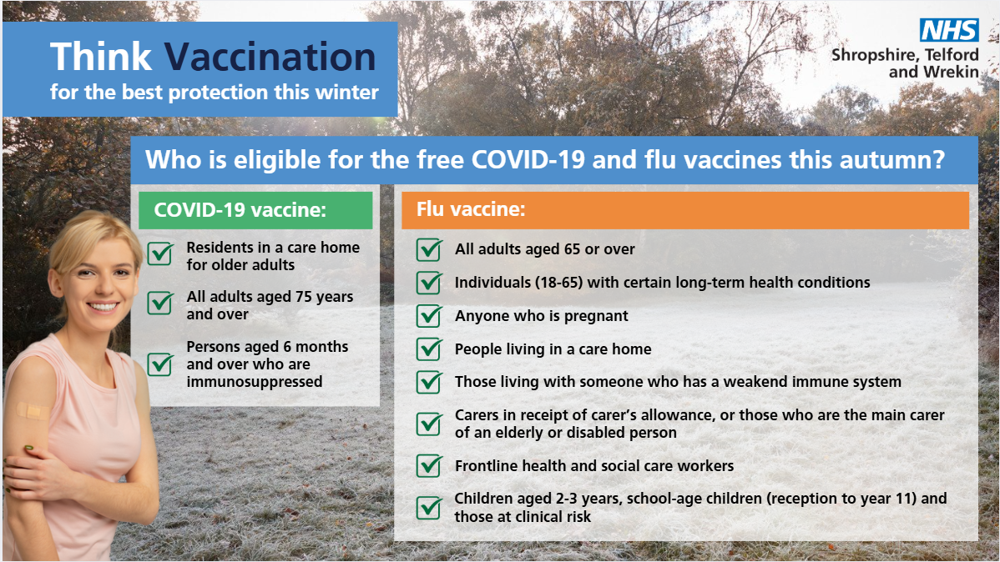 Think Vaccination
for the best protection this winter
NHS
Shropshire, Telford
and Wrekin
Who is eligible for the free COVID-19 and flu vaccines this autumn?
COVID-19 vaccine:
Residents in a care home
for older adults
All adults aged 75 years
and over
Persons aged 6 months
and over who are
immunosuppressed
Flu vaccine:
All adults aged 65 or over
Individuals (18-65) with certain long-term health conditions
Anyone who is pregnant
People living in a care home
Those living with someone who has a weakend immune system
Carers in receipt of carer’s allowance, or those who are the main carer
of an elderly or disabled person
Frontline health and social care workers
Children aged 2-3 years, school-age children (reception to year 11) and
those at clinical risk